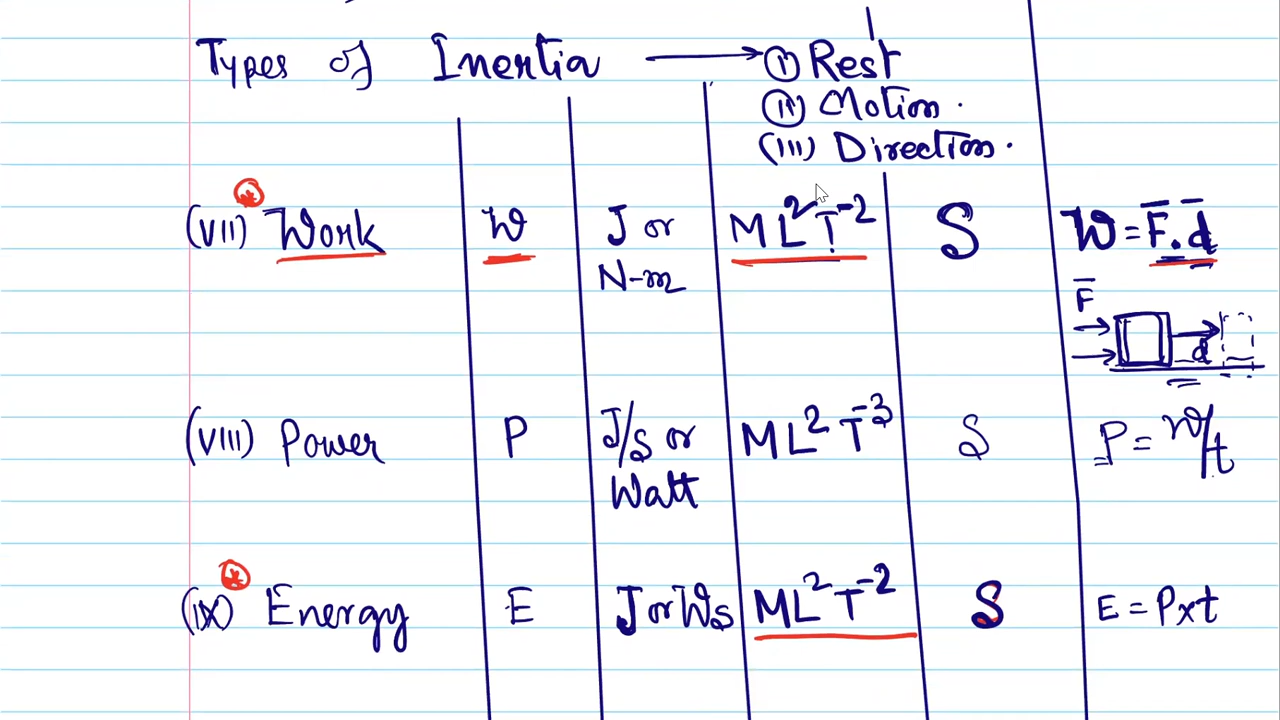 Types of Inertia → (i) Rest
(ii) Motion.
(iii) Direction.
(VII) * Work W J or ML²T⁻² S W = F̅.d̅
N-m
F̅
d
(VIII) Power P J/s or ML²T⁻³ S P = W/t
Watt
(IX) * Energy E J or Ws ML²T⁻² S E = Pxt